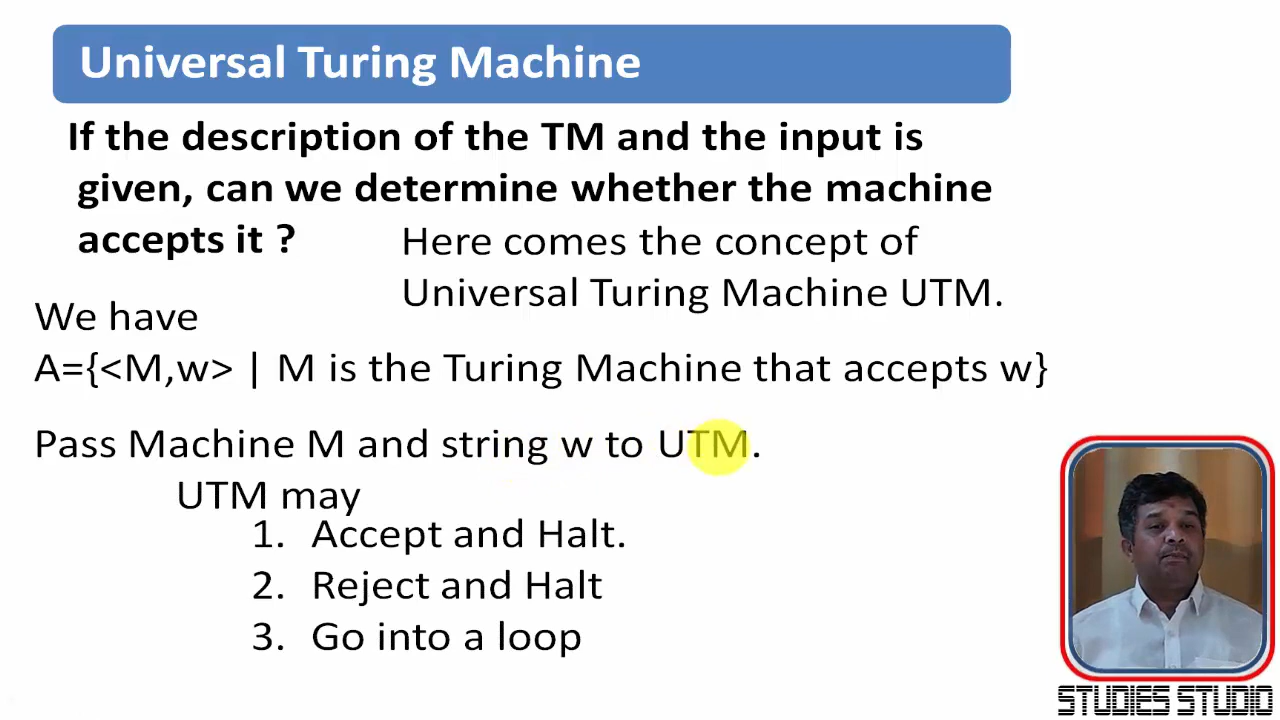 Universal Turing Machine
If the description of the TM and the input is
given, can we determine whether the machine
accepts it ?
Here comes the concept of
Universal Turing Machine UTM.
We have
A={<M,w> | M is the Turing Machine that accepts w}
Pass Machine M and string w to UTM.
UTM may
1. Accept and Halt.
2. Reject and Halt
3. Go into a loop
STUDIES STUDIO